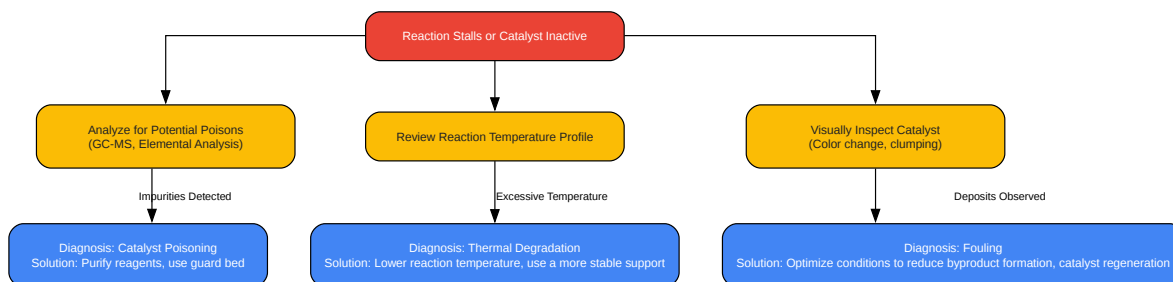 Reaction Stalls or Catalyst Inactive
Analyze for Potential Poisons
(GC-MS, Elemental Analysis)
Review Reaction Temperature Profile
Visually Inspect Catalyst
(Color change, clumping)
Impurities Detected
Excessive Temperature
Deposits Observed
Diagnosis: Catalyst Poisoning
Solution: Purify reagents, use guard bed
Diagnosis: Thermal Degradation
Solution: Lower reaction temperature, use a more stable support
Diagnosis: Fouling
Solution: Optimize conditions to reduce byproduct formation, catalyst regeneration